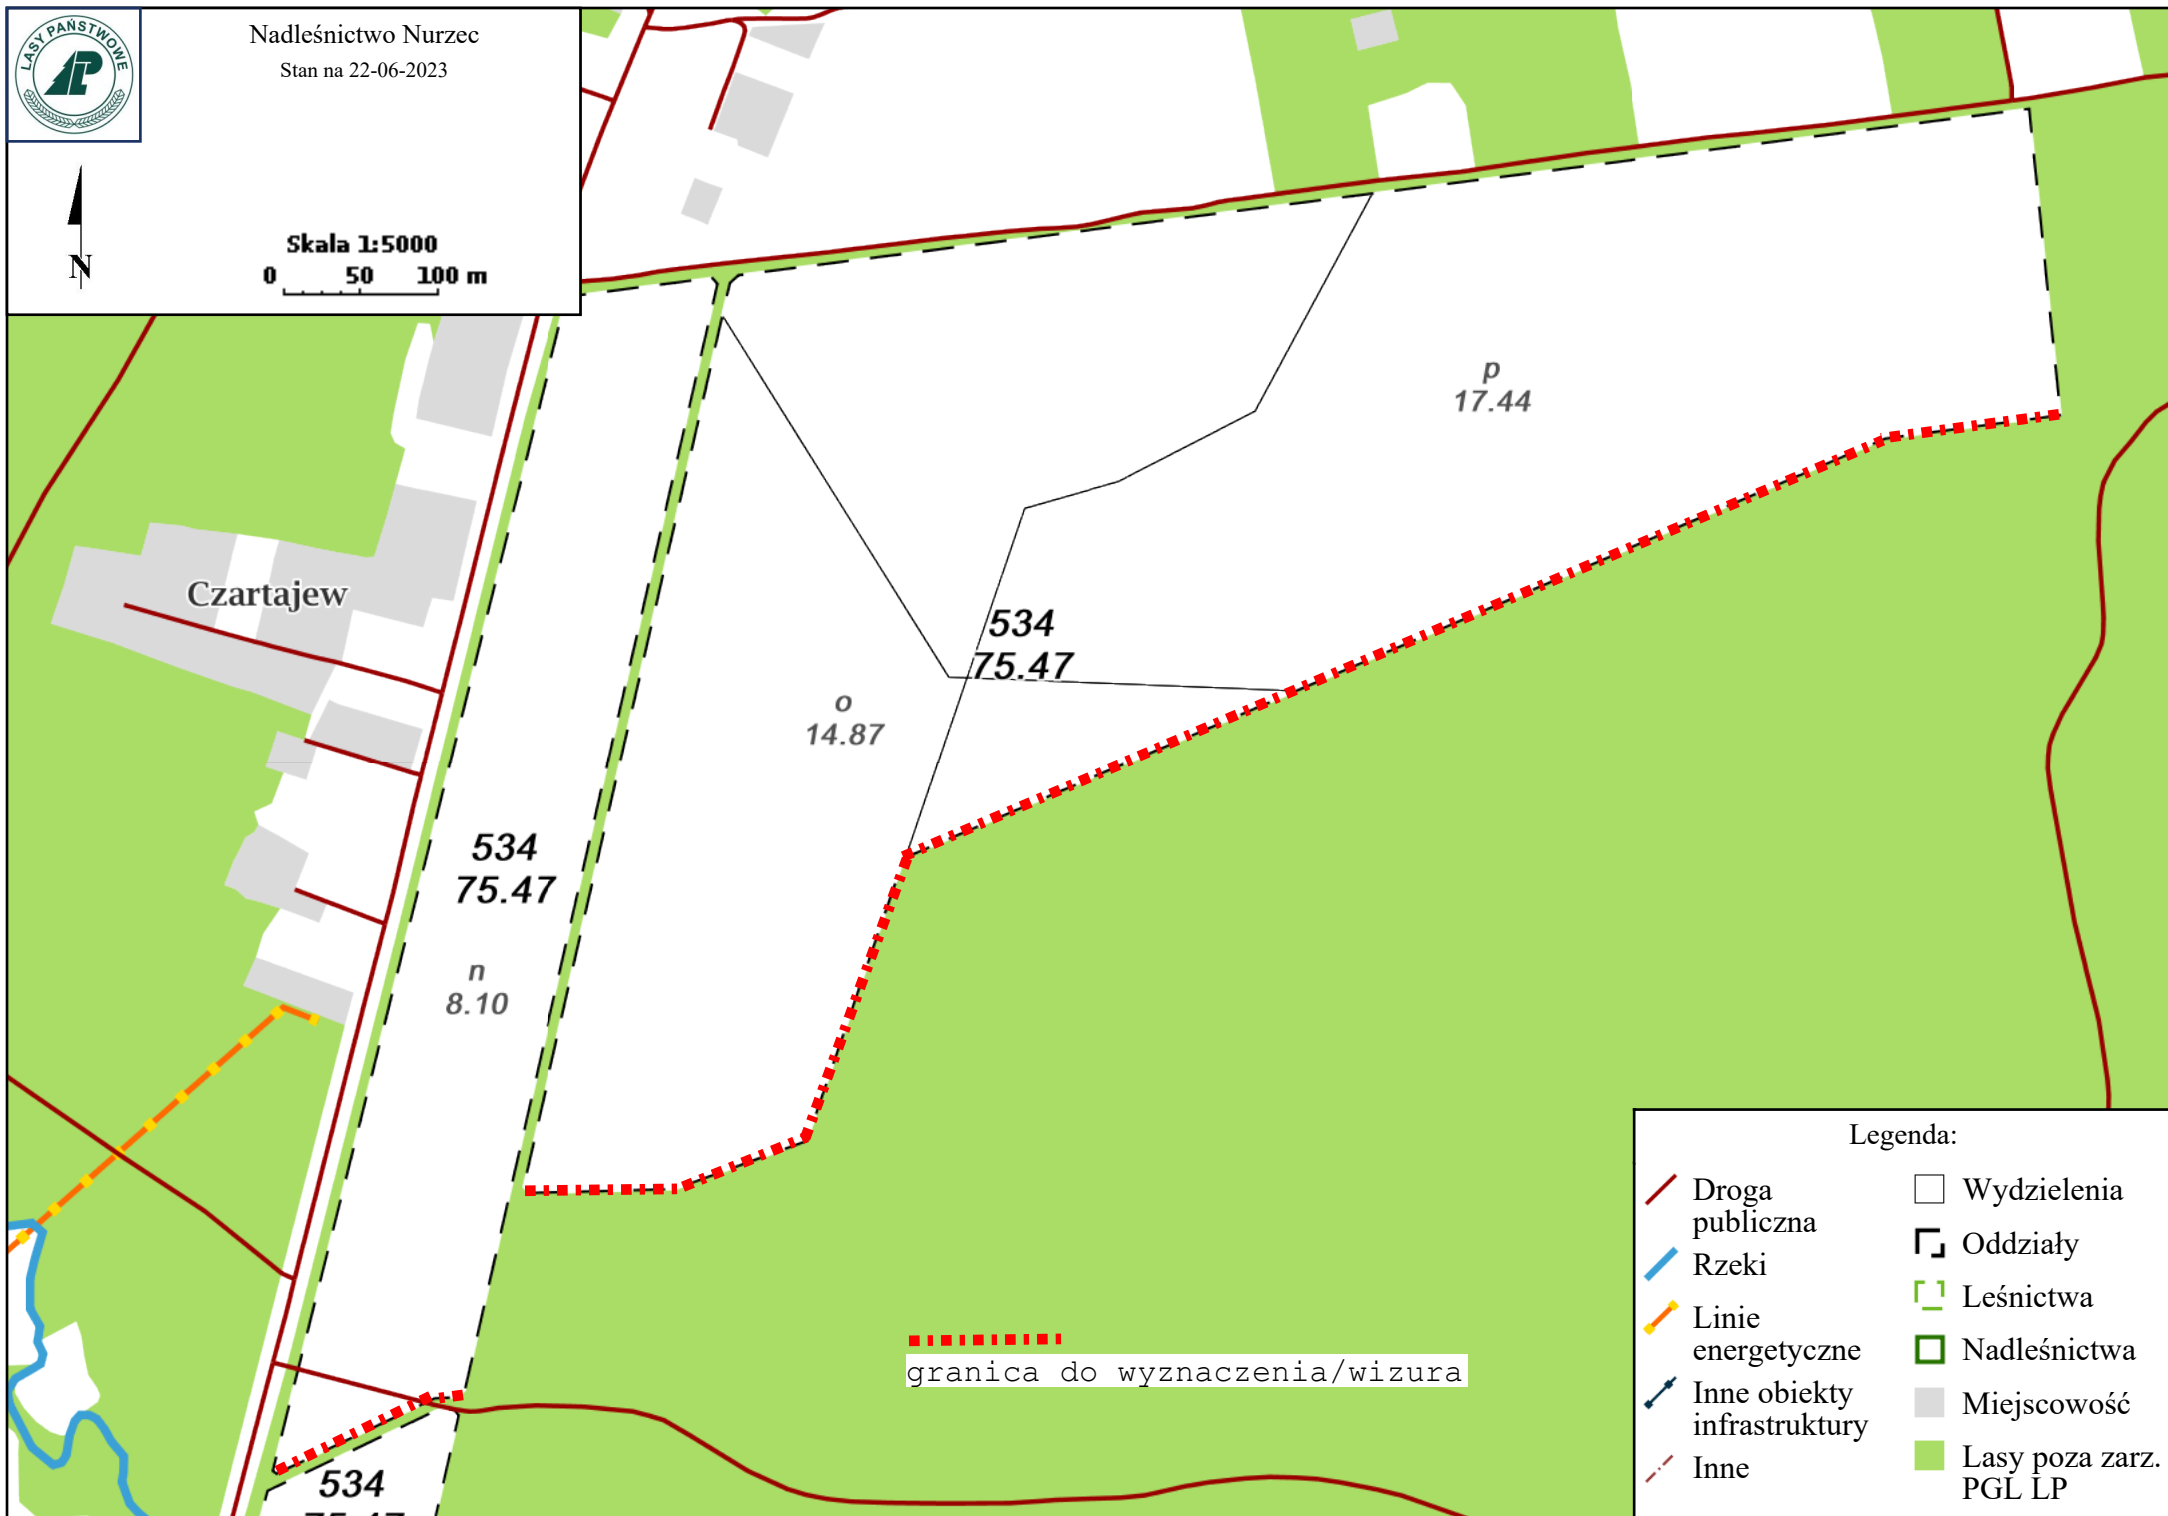 LASY PAŃSTWOWE
Nadleśnictwo Nurzec
Stan na 22-06-2023
N
Skala 1:5000
0 50 100 m
p
17.44
Czartajew
534
75.47
o
14.87
534
75.47
n
8.10
granica do wyznaczenia/wizura
534
75.47
Legenda:
Droga
publiczna
Rzeki
Linie
energetyczne
Inne obiekty
infrastruktury
Inne
Wydzielenia
Oddziały
Leśnictwa
Nadleśnictwa
Miejscowość
Lasy poza zarz.
PGL LP